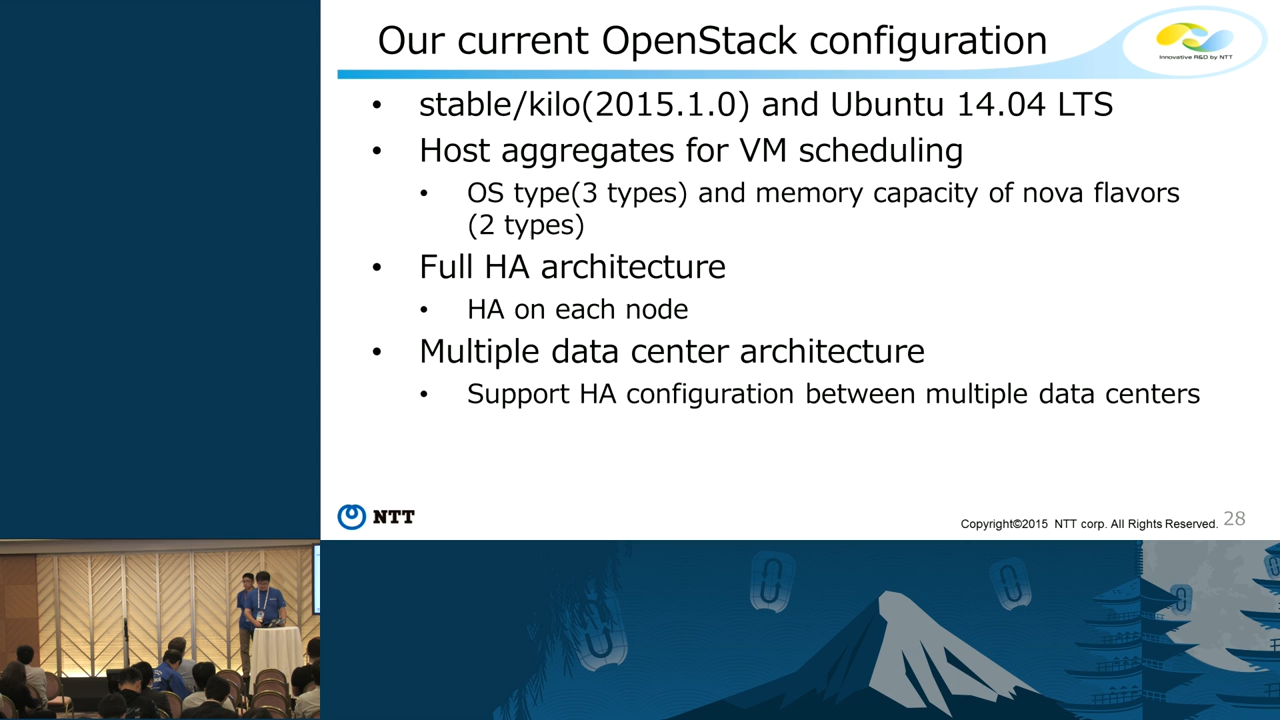 Our current OpenStack configuration
Innovative R&D by NTT
• stable/kilo(2015.1.0) and Ubuntu 14.04 LTS
• Host aggregates for VM scheduling
• OS type(3 types) and memory capacity of nova flavors
(2 types)
• Full HA architecture
• HA on each node
• Multiple data center architecture
• Support HA configuration between multiple data centers
NTT
Copyright©2015 NTT corp. All Rights Reserved.
28